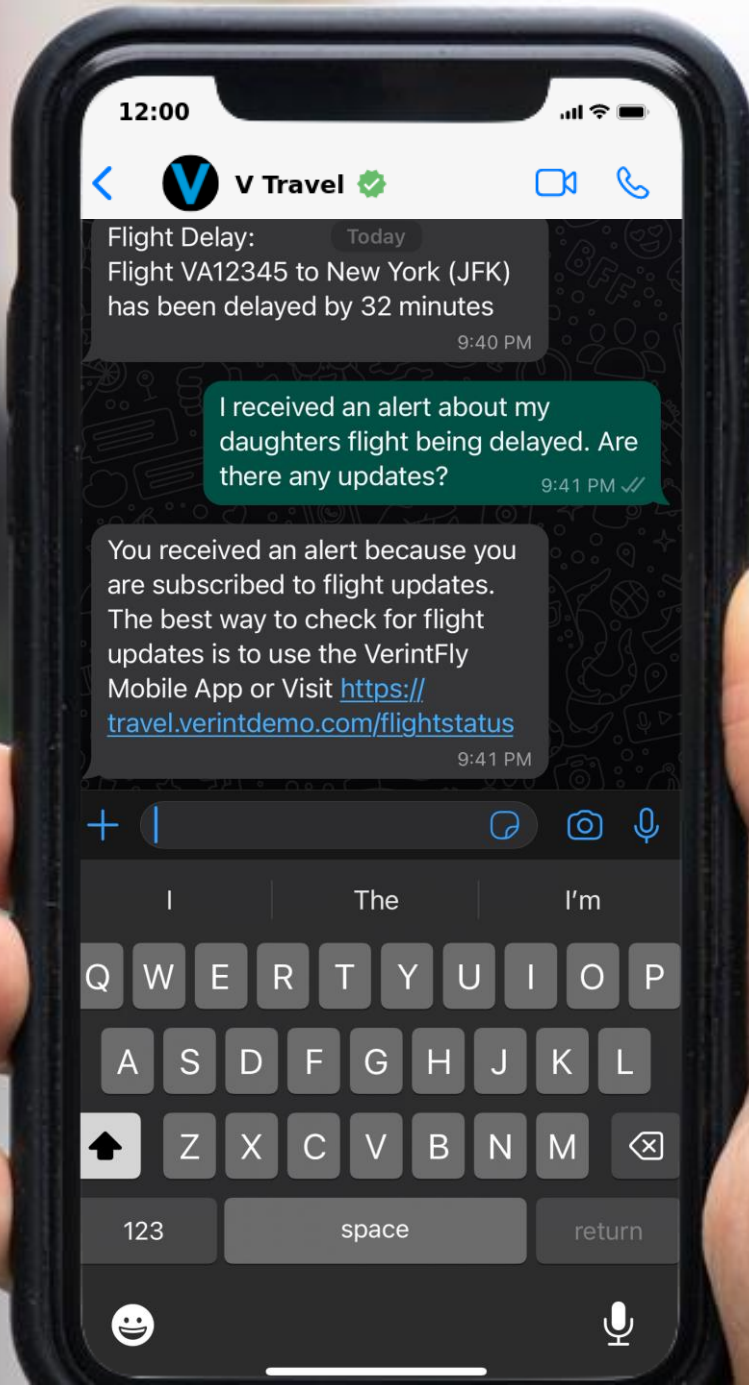 12:00
V Travel
Today
Flight Delay:
Flight VA12345 to New York (JFK)
has been delayed by 32 minutes
9:40 PM
I received an alert about my
daughters flight being delayed. Are
there any updates?
9:41 PM
You received an alert because you
are subscribed to flight updates.
The best way to check for flight
updates is to use the VerintFly
Mobile App or Visit https://
travel.verintdemo.com/flightstatus
9:41 PM
I The I'm
Q W E R T Y U I O P
A S D F G H J K L
Z X C V B N M
123 space return